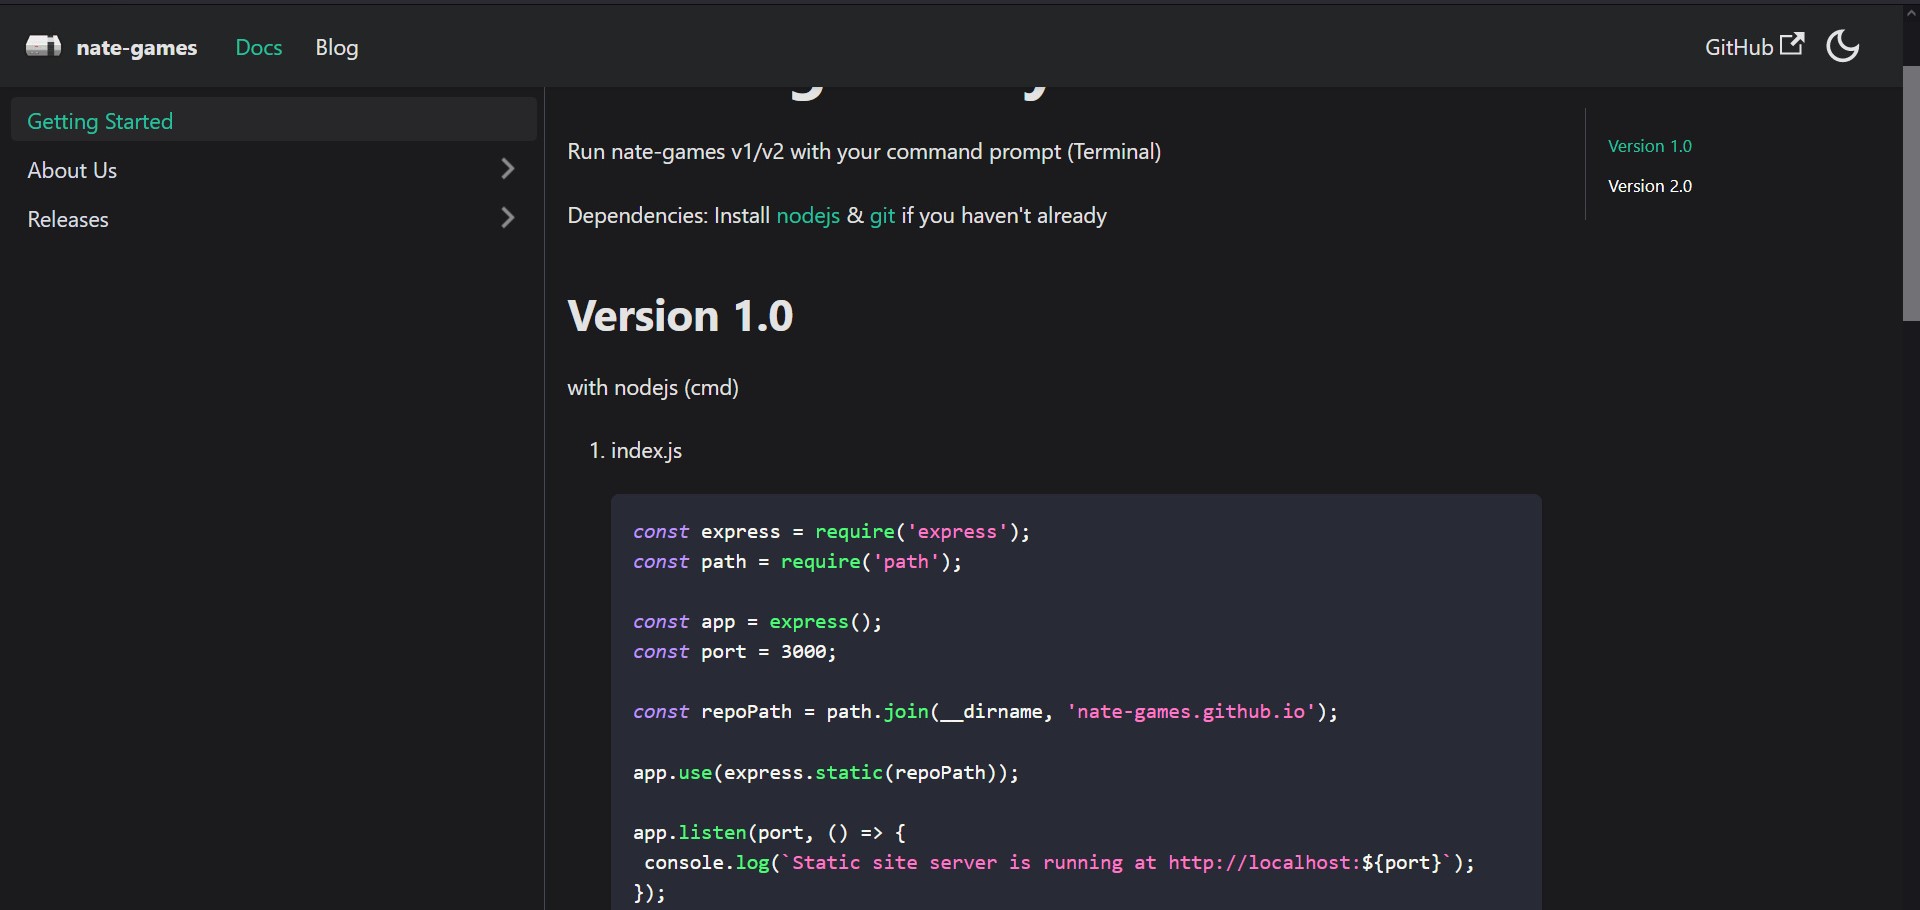 nate-games
Docs
Blog
GitHub
Getting Started
About Us
Releases
Run nate-games v1/v2 with your command prompt (Terminal)
Dependencies: Install nodejs & git if you haven't already
Version 1.0
with nodejs (cmd)
1. index.js
const express = require('express');
const path = require('path');
const app = express();
const port = 3000;
const repoPath = path.join(__dirname, 'nate-games.github.io');
app.use(express.static(repoPath));
app.listen(port, () => {
console.log(`Static site server is running at http://localhost:${port}`);
});
Version 1.0
Version 2.0